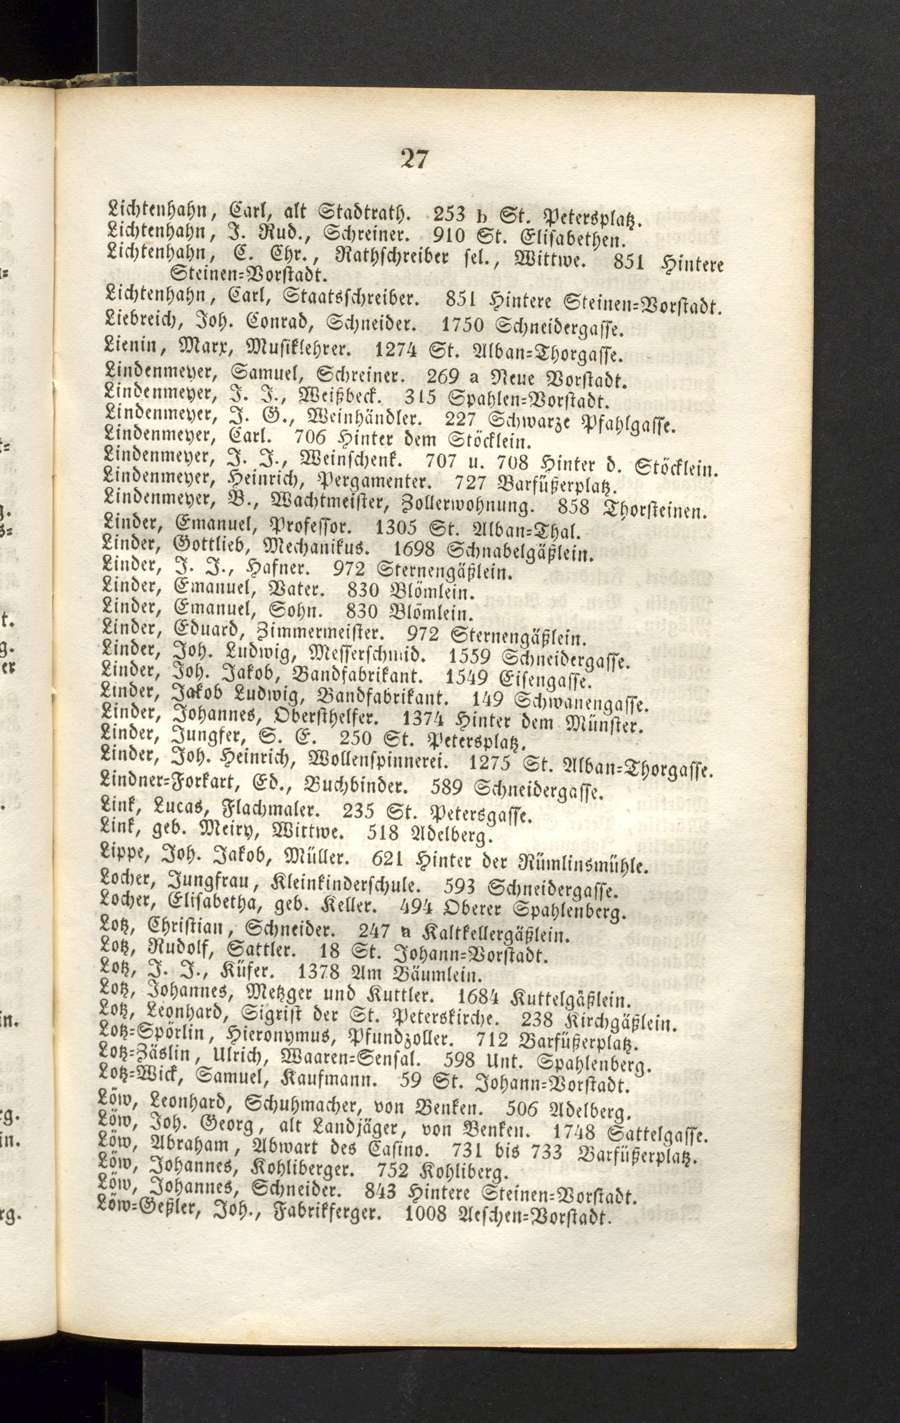 27
Lichtenhahn, Carl, alt Stadtrath. 253 b St. Petersplatz.
Lichtenhahn, J. Rud., Schreiner. 910 St. Elisabethen.
Lichtenhahn, C. Chr., Rathschreiber sel., Wittwe. 851 Hintere
Steinen-Vorstadt.
Lichtenhahn, Carl, Staatsschreiber. 851 Hintere Steinen-Vorstadt.
Liebreich, Joh. Conrad, Schneider. 1750 Schneidergasse.
Lienin, Marx, Musiklehrer. 1274 St. Alban-Thorgasse.
Lindenmeyer, Samuel, Schreiner. 269 a Neue Vorstadt.
Lindenmeyer, J. J., Weißbeck. 315 Spahlen-Vorstadt.
Lindenmeyer, J. G., Weinhändler. 227 Schwarze Pfahlgasse.
Lindenmeyer, Carl. 706 Hinter dem Stöcklein.
Lindenmeyer, J. J., Weinschenk. 707 u. 708 Hinter d. Stöcklein.
Lindenmeyer, Heinrich, Pergamenter. 727 Barfüßerplatz.
Lindenmeyer, B., Wachtmeister, Zollerwohnung. 858 Thorsteinen.
Linder, Emanuel, Professor. 1305 St. Alban-Thal.
Linder, Gottlieb, Mechanikus. 1698 Schnabelgäßlein.
Linder, J. J., Hafner. 972 Sternengäßlein.
Linder, Emanuel, Vater. 830 Blömlein.
Linder, Emanuel, Sohn. 830 Blömlein.
Linder, Eduard, Zimmermeister. 972 Sternengäßlein.
Linder, Joh. Ludwig, Messerschmid. 1559 Schneidergasse.
Linder, Joh. Jakob, Bandfabrikant. 1549 Eisengasse.
Linder, Jakob Ludwig, Bandfabrikant. 149 Schwanengasse.
Linder, Johannes, Obersthelfer. 1374 Hinter dem Münster.
Linder, Jungfer, S. E. 250 St. Petersplatz.
Linder, Joh. Heinrich, Wollenspinnerei. 1275 St. Alban-Thorgasse.
Lindner-Forkart, Ed., Buchbinder. 589 Schneidergasse.
Link, Lucas, Flachmaler. 235 St. Petersgasse.
Link, geb. Meiry, Wittwe. 518 Adelberg.
Lippe, Joh. Jakob, Müller. 621 Hinter der Rümlinsmühle.
Locher, Jungfrau, Kleinkinderschule. 593 Schneidergasse.
Locher, Elisabetha, geb. Keller. 494 Oberer Spahlenberg.
Lotz, Christian, Schneider. 247 a Kaltkellergäßlein.
Lotz, Rudolf, Sattler. 18 St. Johann-Vorstadt.
Lotz, J. J., Küfer. 1378 Am Bäumlein.
Lotz, Johannes, Metzger und Kuttler. 1684 Kuttelgäßlein.
Lotz, Leonhard, Sigrist der St. Peterskirche. 238 Kirchgäßlein.
Lotz-Spörlin, Hieronymus, Pfundzoller. 712 Barfüßerplatz.
Lotz-Zäslin, Ulrich, Waaren-Sensal. 598 Unt. Spahlenberg.
Lotz-Wick, Samuel, Kaufmann. 59 St. Johann-Vorstadt.
Löw, Leonhard, Schuhmacher, von Benken. 506 Adelberg.
Löw, Joh. Georg, alt Landjäger, von Benken. 1748 Sattelgasse.
Löw, Abraham, Abwart des Casino. 731 bis 733 Barfüßerplatz.
Löw, Johannes, Kohliberger. 752 Kohliberg.
Löw, Johannes, Schneider. 843 Hintere Steinen-Vorstadt.
Löw-Geßler, Joh., Fabrikferger. 1008 Aeschen-Vorstadt.